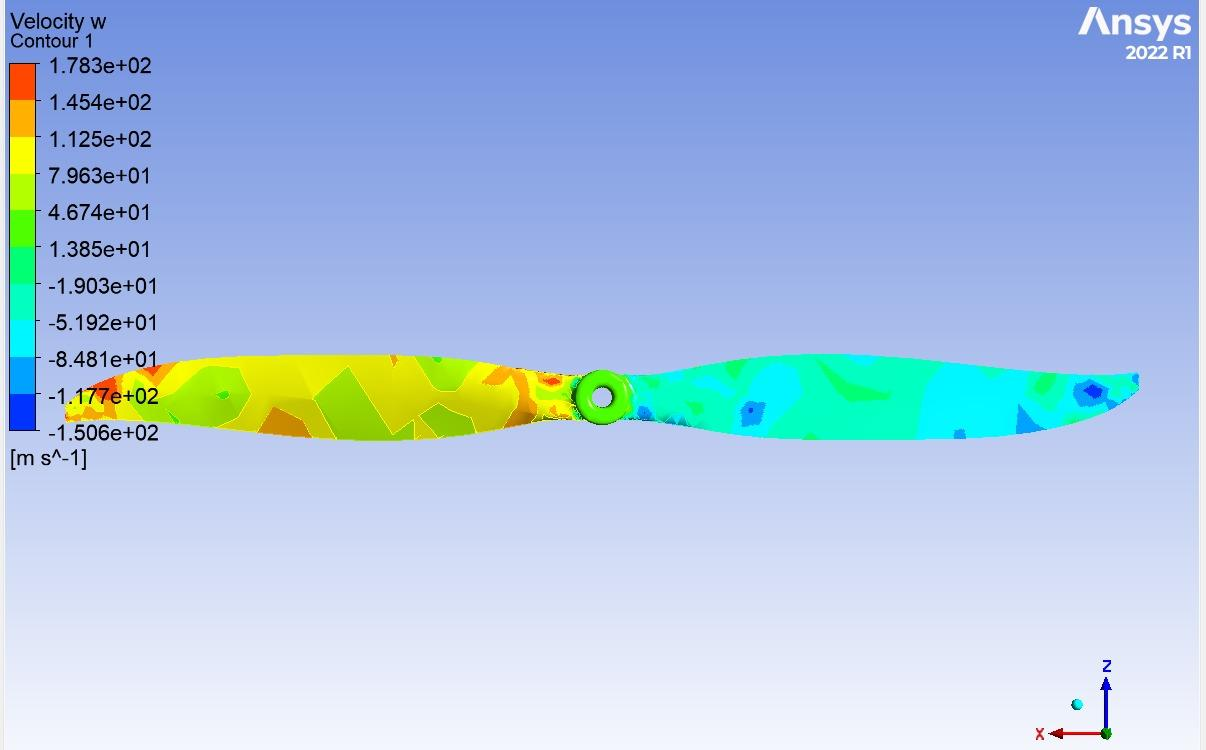 Velocity w
Contour 1
1.783e+02
1.454e+02
1.125e+02
7.963e+01
4.674e+01
1.385e+01
-1.903e+01
-5.192e+01
-8.481e+01
-1.177e+02
-1.506e+02
[m s^-1]
Ansys
2022 R1
Z
X